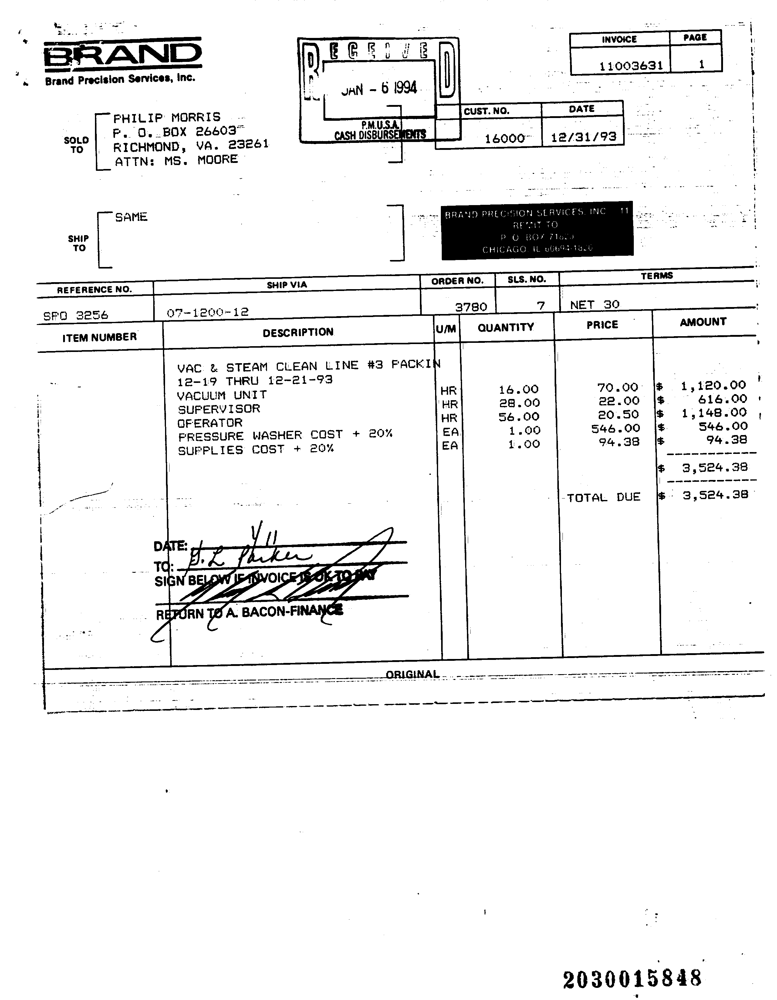 BRAND
Brand Precision Services, Inc.
RECEIVED
JAN - 6 1994
P.M.U.S.A.
CASH DISBURSEMENTS
INVOICE PAGE
11003631 1
CUST. NO. DATE
16000 12/31/93
SOLD TO
PHILIP MORRIS
P. O. BOX 26603
RICHMOND, VA. 23261
ATTN: MS. MOORE
SHIP TO
SAME
BRAND PRECISION SERVICES, INC. 11
REMIT TO
P. O. BOX
CHICAGO, IL
REFERENCE NO. SHIP VIA ORDER NO. SLS. NO. TERMS
SPO 3256 07-1200-12 3780 7 NET 30
ITEM NUMBER DESCRIPTION U/M QUANTITY PRICE AMOUNT
VAC & STEAM CLEAN LINE #3 PACKIN
12-19 THRU 12-21-93
VACUUM UNIT HR 16.00 70.00 $ 1,120.00
SUPERVISOR HR 28.00 22.00 $ 616.00
OPERATOR HR 56.00 20.50 $ 1,148.00
PRESSURE WASHER COST + 20% EA 1.00 546.00 $ 546.00
SUPPLIES COST + 20% EA 1.00 94.38 $ 94.38
$ 3,524.38
TOTAL DUE $ 3,524.38
DATE: 1/11
TO: J. L Parker
SIGN BELOW IF INVOICE IS OK TO PAY
RETURN TO A. BACON-FINANCE
ORIGINAL
2030015848